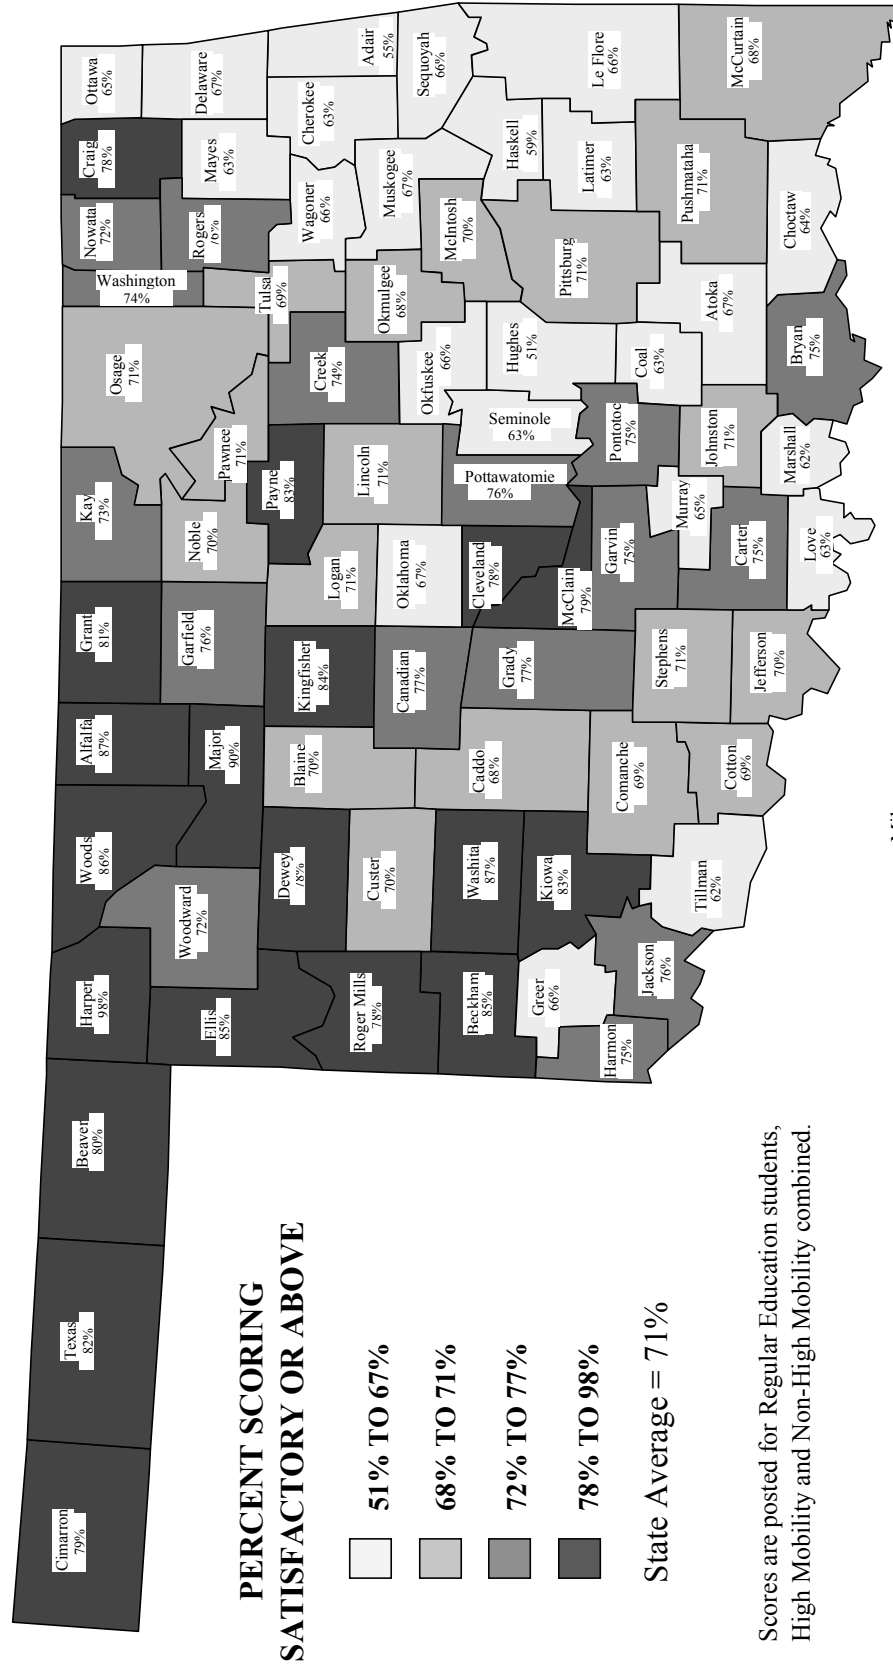 Cimarron
79%
Texas
82%
Beaver
80%
Harper
98%
Woods
86%
Alfalfa
87%
Grant
81%
Kay
73%
Osage
71%
Washington
74%
Nowata
72%
Craig
78%
Ottawa
65%
Ellis
85%
Woodward
72%
Major
90%
Garfield
76%
Noble
70%
Pawnee
71%
Rogers
76%
Mayes
63%
Delaware
67%
Roger Mills
78%
Dewey
78%
Blaine
70%
Kingfisher
84%
Logan
71%
Payne
83%
Creek
74%
Tulsa
69%
Wagoner
66%
Cherokee
63%
Adair
55%
Beckham
85%
Custer
70%
Washita
87%
Caddo
68%
Canadian
77%
Oklahoma
67%
Lincoln
71%
Okfuskee
66%
Okmulgee
68%
Muskogee
67%
McIntosh
70%
Sequoyah
66%
Greer
66%
Kiowa
83%
Grady
77%
Cleveland
78%
McClain
79%
Pottawatomie
76%
Seminole
63%
Hughes
51%
Pittsburg
71%
Haskell
59%
Latimer
63%
Le Flore
66%
Harmon
75%
Jackson
76%
Comanche
69%
Stephens
71%
Garvin
75%
Murray
65%
Pontotoc
75%
Coal
63%
Atoka
67%
Pushmataha
71%
McCurtain
68%
Tillman
62%
Cotton
69%
Jefferson
70%
Carter
75%
Love
63%
Johnston
71%
Marshall
62%
Bryan
75%
Choctaw
64%
PERCENT SCORING
SATISFACTORY OR ABOVE
51% TO 67%
68% TO 71%
72% TO 77%
78% TO 98%
State Average = 71%
Scores are posted for Regular Education students,
High Mobility and Non-High Mobility combined.